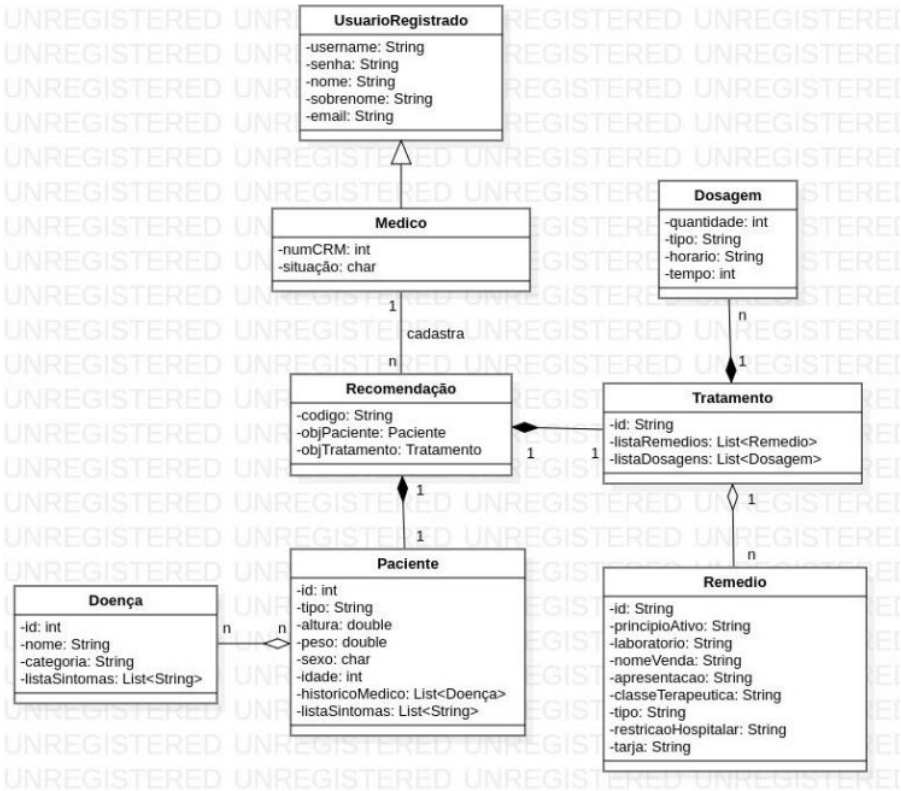 UsuarioRegistrado
-username: String
-senha: String
-nome: String
-sobrenome: String
-email: String
Medico
-numCRM: int
-situação: char
Dosagem
-quantidade: int
-tipo: String
-horario: String
-tempo: int
1
cadastra
n
n
1
Recomendação
-codigo: String
-objPaciente: Paciente
-objTratamento: Tratamento
1
1
Tratamento
-id: String
-listaRemedios: List<Remedio>
-listaDosagens: List<Dosagem>
1
1
1
n
Paciente
-id: int
-tipo: String
-altura: double
-peso: double
-sexo: char
-idade: int
-historicoMedico: List<Doença>
-listaSintomas: List<String>
Doença
-id: int
-nome: String
-categoria: String
-listaSintomas: List<String>
n
n
Remedio
-id: String
-principioAtivo: String
-laboratorio: String
-nomeVenda: String
-apresentacao: String
-classeTerapeutica: String
-tipo: String
-restricaoHospitalar: String
-tarja: String
UNREGISTERED UNREGISTERED UNREGISTERED UNREGISTERED